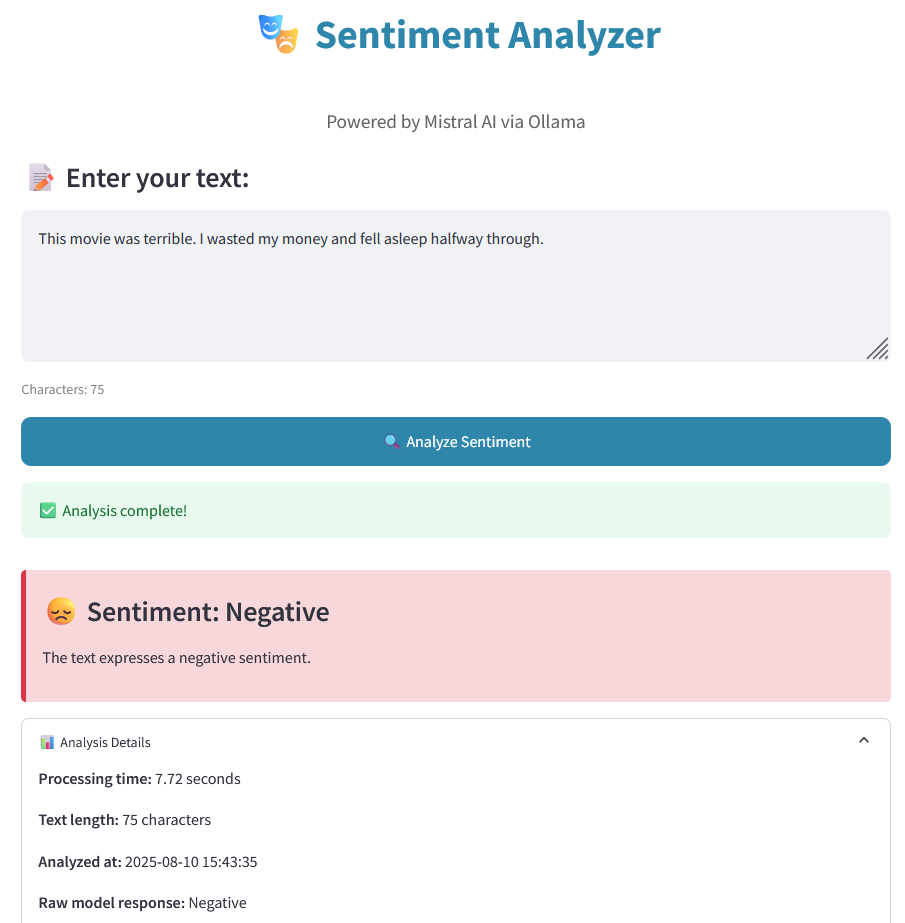 Sentiment Analyzer
Powered by Mistral AI via Ollama
Enter your text:
This movie was terrible. I wasted my money and fell asleep halfway through.
Characters: 75
Analyze Sentiment
Analysis complete!
Sentiment: Negative
The text expresses a negative sentiment.
Analysis Details
Processing time: 7.72 seconds
Text length: 75 characters
Analyzed at: 2025-08-10 15:43:35
Raw model response: Negative